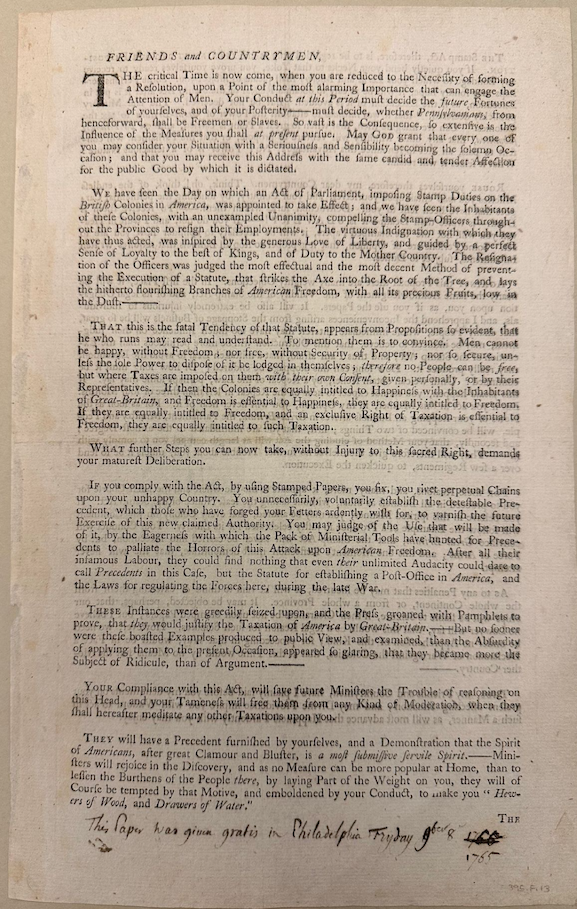 FRIENDS and COUNTRYMEN,
THE critical Time is now come, when you are reduced to the Necessity of forming
a Resolution, upon a Point of the most alarming Importance that can engage the
Attention of Men. Your Conduct at this Period must decide the future Fortunes
of yourselves, and of your Posterity——must decide, whether Pennsylvanians, from
henceforward, shall be Freemen or Slaves. So vast is the Consequence, so extensive is the
Influence of the Measures you shall at present pursue. May GOD grant that every one of
you may consider your Situation with a Seriousness and Sensibility becoming the solemn Oc-
casion; and that you may receive this Address with the same candid and tender Affection
for the public Good by which it is dictated.
WE have seen the Day on which an Act of Parliament, imposing Stamp Duties on the
British Colonies in America, was appointed to take Effect; and we have seen the Inhabitants
of these Colonies, with an unexampled Unanimity, compelling the Stamp-Officers through-
out the Provinces to resign their Employments. The virtuous Indignation with which they
have thus acted, was inspired by the generous Love of Liberty, and guided by a perfect
Sense of Loyalty to the best of Kings, and of Duty to the Mother Country. The Resigna-
tion of the Officers was judged the most effectual and the most decent Method of prevent-
ing the Execution of a Statute, that strikes the Axe into the Root of the Tree, and lays
the hitherto flourishing Branches of American Freedom, with all its precious Fruits, low in
the Dust.——
THAT this is the fatal Tendency of that Statute, appears from Propositions so evident, that
he who runs may read and understand. To mention them is to convince. Men cannot
be happy, without Freedom; nor free, without Security of Property; nor so secure, un-
less the sole Power to dispose of it be lodged in themselves; therefore no People can be free,
but where Taxes are imposed on them with their own Consent, given personally, or by their
Representatives. If then the Colonies are equally intitled to Happiness with the Inhabitants
of Great-Britain, and Freedom is essential to Happiness, they are equally intitled to Freedom.
If they are equally intitled to Freedom, and an exclusive Right of Taxation is essential to
Freedom, they are equally intitled to such Taxation.
WHAT further Steps you can now take, without Injury to this sacred Right, demands
your maturest Deliberation.
IF you comply with the Act, by using Stamped Papers, you fix, you rivet perpetual Chains
upon your unhappy Country. You unnecessarily, voluntarily establish the detestable Pre-
cedent, which those who have forged your Fetters ardently wish for, to varnish the future
Exercise of this new claimed Authority. You may judge of the Use that will be made
of it, by the Eagerness with which the Pack of Ministerial Tools have hunted for Prece-
dents to palliate the Horrors of this Attack upon American Freedom. After all their
infamous Labour, they could find nothing that even their unlimited Audacity could dare to
call Precedents in this Case, but the Statute for establishing a Post-Office in America, and
the Laws for regulating the Forces here, during the late War.
THESE Instances were greedily seized upon, and the Press groaned with Pamphlets to
prove, that they would justify the Taxation of America by Great-Britain.——But no sooner
were these boasted Examples produced to public View, and examined, than the Absurdity
of applying them to the present Occasion, appeared so glaring, that they became more the
Subject of Ridicule, than of Argument.——
YOUR Compliance with this Act, will save future Ministers the Trouble of reasoning on
this Head, and your Tameness will free them from any Kind of Moderation, when they
shall hereafter meditate any other Taxations upon you.
THEY will have a Precedent furnished by yourselves, and a Demonstration that the Spirit
of Americans, after great Clamour and Bluster, is a most submissive servile Spirit.——Mini-
sters will rejoice in the Discovery, and as no Measure can be more popular at Home, than to
lessen the Burthens of the People there, by laying Part of the Weight on you, they will of
Course be tempted by that Motive, and emboldened by your Conduct, to make you “ Hew-
ers of Wood, and Drawers of Water.”
THE
This Paper was given gratis in Philadelphia Fryday 9ber 8
1765
395.F.13